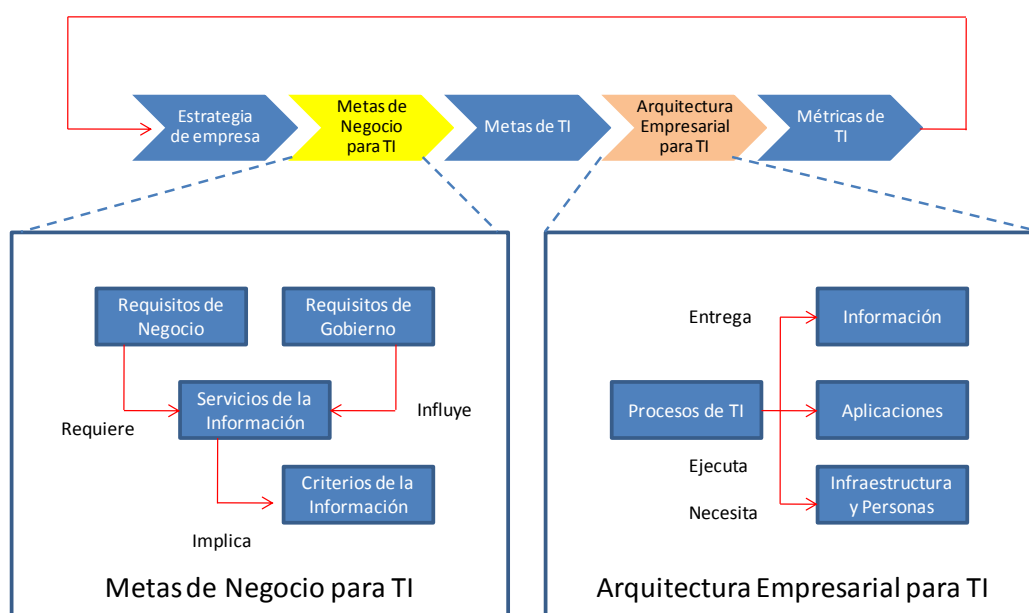 Estrategia
de empresa
Metas de
Negocio
para TI
Metas de TI
Arquitectura
Empresarial
para TI
Métricas de
TI
Requisitos de
Negocio
Requisitos de
Gobierno
Servicios de la
Información
Requiere
Influye
Criterios de la
Información
Implica
Metas de Negocio para TI
Entrega
Información
Procesos de TI
Aplicaciones
Ejecuta
Necesita
Infraestructura
y Personas
Arquitectura Empresarial para TI